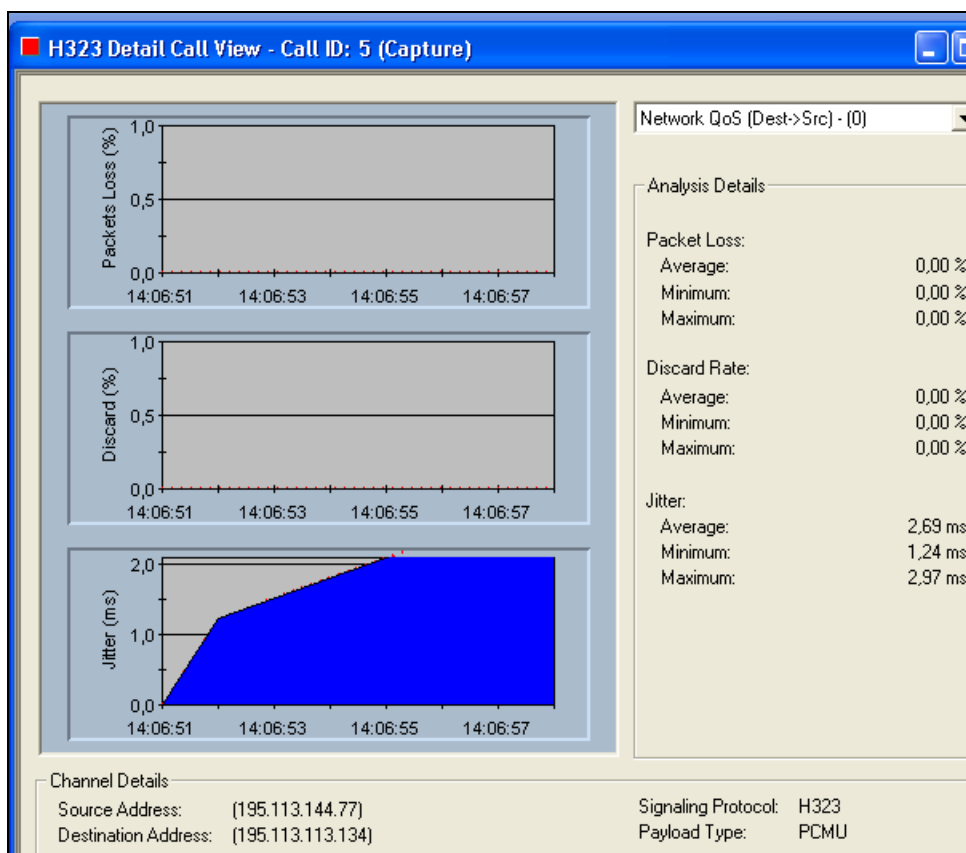 H323 Detail Call View - Call ID: 5 (Capture)
Network QoS (Dest->Src) - (0)
Packets Loss (%)
1,0
0,5
0,0
14:06:51 14:06:53 14:06:55 14:06:57
Discard (%)
1,0
0,5
0,0
14:06:51 14:06:53 14:06:55 14:06:57
Jitter (ms)
2,0
1,0
0,0
14:06:51 14:06:53 14:06:55 14:06:57
Analysis Details
Packet Loss:
Average: 0,00 %
Minimum: 0,00 %
Maximum: 0,00 %
Discard Rate:
Average: 0,00 %
Minimum: 0,00 %
Maximum: 0,00 %
Jitter:
Average: 2,69 ms
Minimum: 1,24 ms
Maximum: 2,97 ms
Channel Details
Source Address: (195.113.144.77)
Destination Address: (195.113.113.134)
Signaling Protocol: H323
Payload Type: PCMU